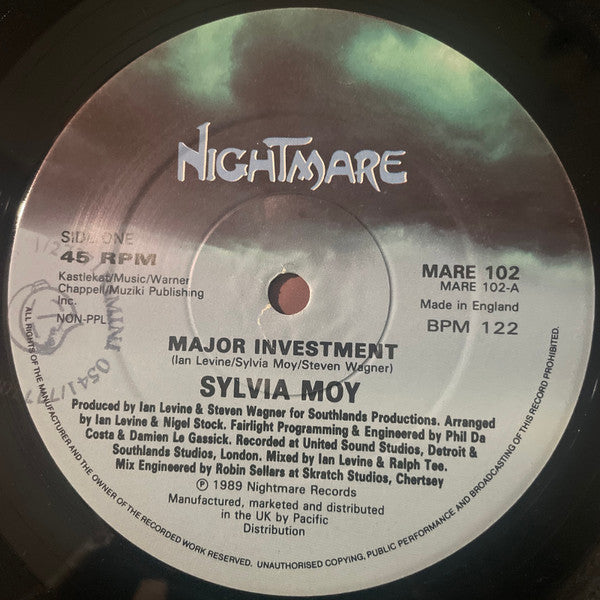 NIGHTMARE
SIDE ONE
45 RPM
Kastlekat/Music/Warner
Chappel/Muziki Publishing
Inc.
NON-PPL
MARE 102
MARE 102-A
Made in England
BPM 122
MAJOR INVESTMENT
(Ian Levine/Sylvia Moy/Steven Wagner)
SYLVIA MOY
Produced by Ian Levine & Steven Wagner for Southlands Productions. Arranged
by Ian Levine & Nigel Stock. Fairlight Programming & Engineered by Phil Da
Costa & Damien Le Gassick. Recorded at United Sound Studios, Detroit &
Southlands Studios, London. Mixed by Ian Levine & Ralph Tee.
Mix Engineered by Robin Sellars at Skratch Studios, Chertsey
℗ 1989 Nightmare Records
Manufactured, marketed and distributed
in the UK by Pacific
Distribution
ALL RIGHTS OF THE MANUFACTURER AND THE OWNER OF THE RECORDED WORK RESERVED. UNAUTHORISED COPYING, PUBLIC PERFORMANCE AND BROADCASTING OF THIS RECORD PROHIBITED.